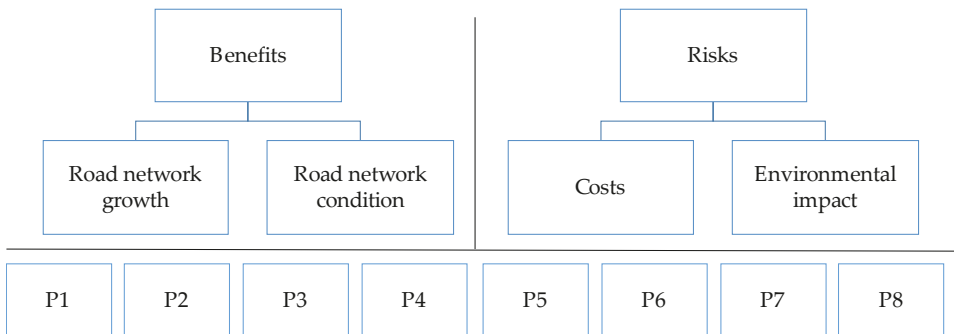 Benefits
Risks
Road network
growth
Road network
condition
Costs
Environmental
impact
P1
P2
P3
P4
P5
P6
P7
P8